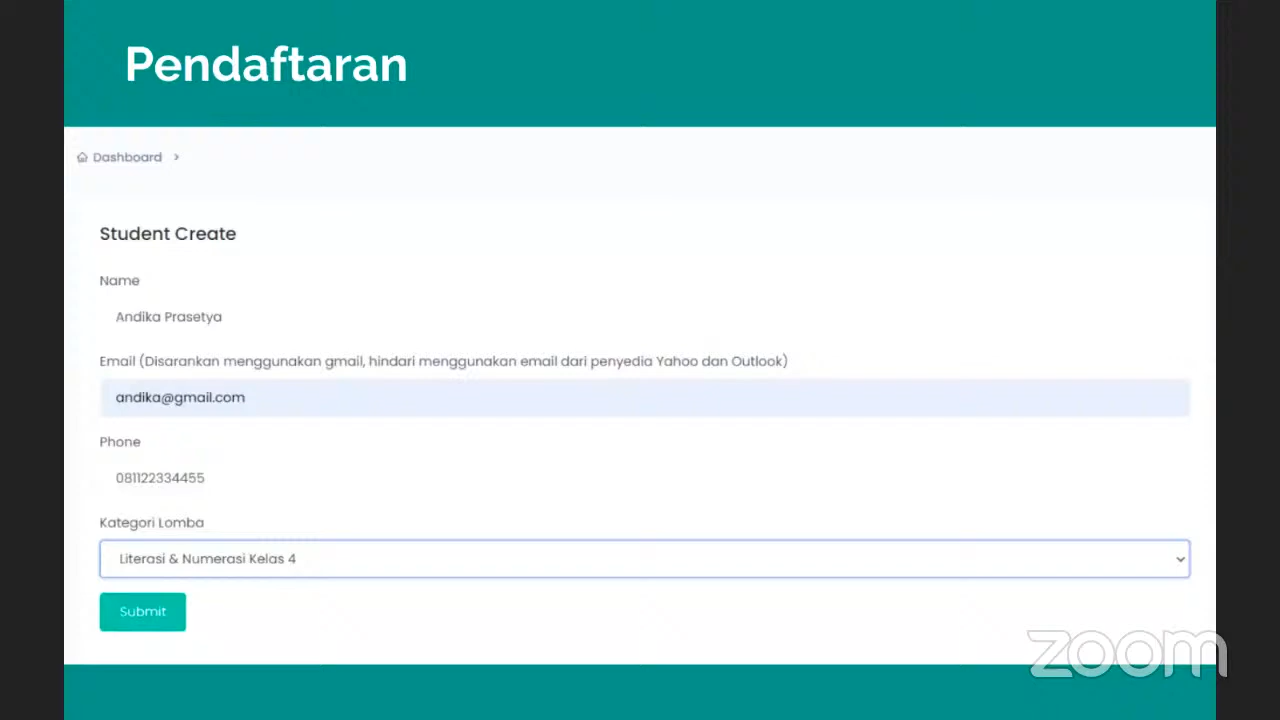 Pendaftaran
Dashboard >
Student Create
Name
Andika Prasetya
Email (Disarankan menggunakan gmail, hindari menggunakan email dari penyedia Yahoo dan Outlook)
andika@gmail.com
Phone
081122334455
Kategori Lomba
Literasi & Numerasi Kelas 4
Submit
zoom